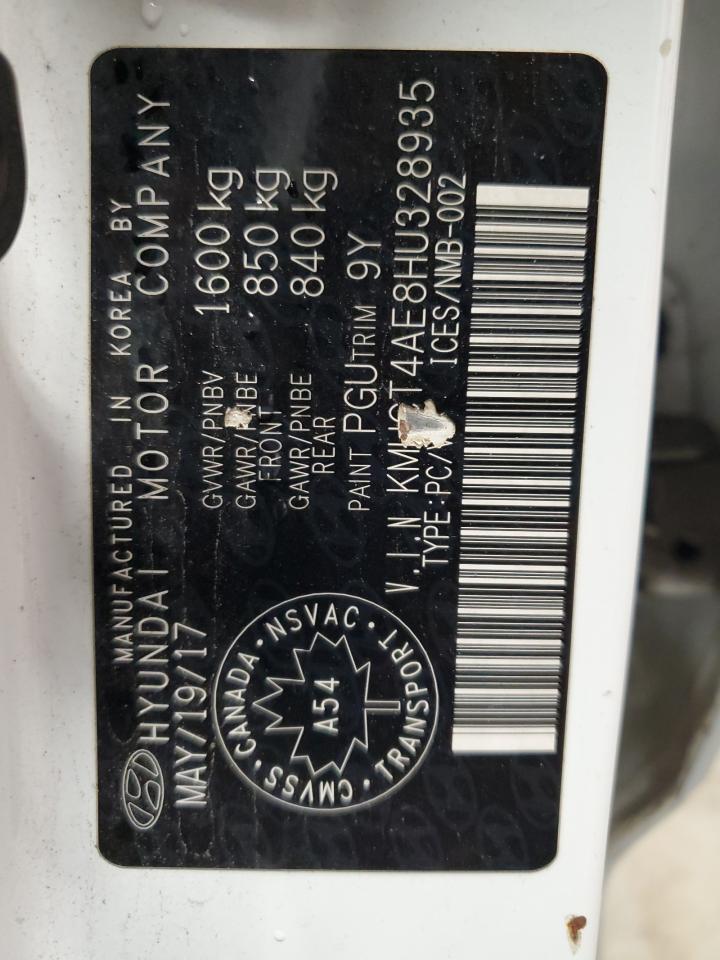 MANUFACTURED IN KOREA BY
HYUNDAI MOTOR COMPANY
MAY/19/17
GVWR/PNBV 1600 kg
GAWR/PNBE FRONT 850 kg
GAWR/PNBE REAR 840 kg
PAINT PGU TRIM 9Y
V.I.N KMHCT4AE8HU328935
TYPE:PC/ ICES/NMB-002
CMVSS · CANADA · NSVAC · TRANSPORT ·
A54